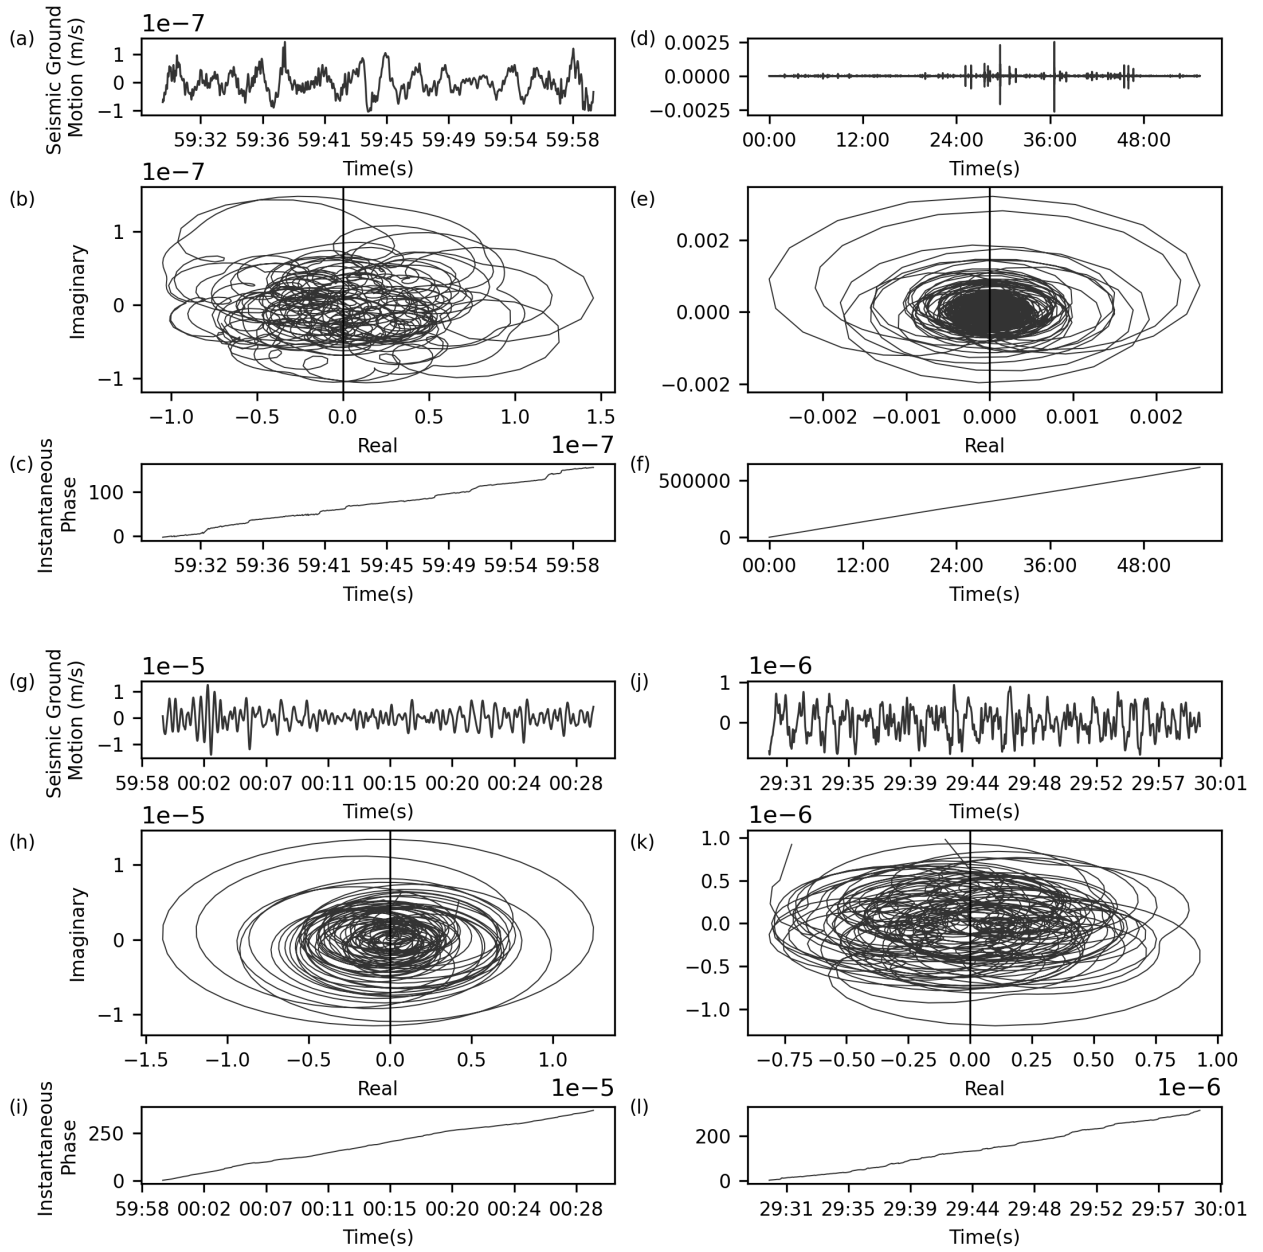 (a)
Seismic Ground
Motion (m/s)
1e−7
1
0
−1
59:32 59:36 59:41 59:45 59:49 59:54 59:58
Time(s)
(d)
0.0025
0.0000
−0.0025
00:00 12:00 24:00 36:00 48:00
Time(s)
(b)
Imaginary
1e−7
1
0
−1
−1.0 −0.5 0.0 0.5 1.0 1.5
Real
1e−7
(e)
0.002
0.000
−0.002
−0.002 −0.001 0.000 0.001 0.002
Real
(c)
Instantaneous
Phase
100
0
59:32 59:36 59:41 59:45 59:49 59:54 59:58
Time(s)
(f)
500000
0
00:00 12:00 24:00 36:00 48:00
Time(s)
(g)
Seismic Ground
Motion (m/s)
1e−5
1
0
−1
59:58 00:02 00:07 00:11 00:15 00:20 00:24 00:28
Time(s)
(j)
1e−6
1
0
29:31 29:35 29:39 29:44 29:48 29:52 29:57 30:01
Time(s)
(h)
Imaginary
1e−5
1
0
−1
−1.5 −1.0 −0.5 0.0 0.5 1.0
Real
1e−5
(k)
1e−6
1.0
0.5
0.0
−0.5
−1.0
−0.75 −0.50 −0.25 0.00 0.25 0.50 0.75 1.00
Real
1e−6
(i)
Instantaneous
Phase
250
0
59:58 00:02 00:07 00:11 00:15 00:20 00:24 00:28
Time(s)
(l)
200
0
29:31 29:35 29:39 29:44 29:48 29:52 29:57 30:01
Time(s)